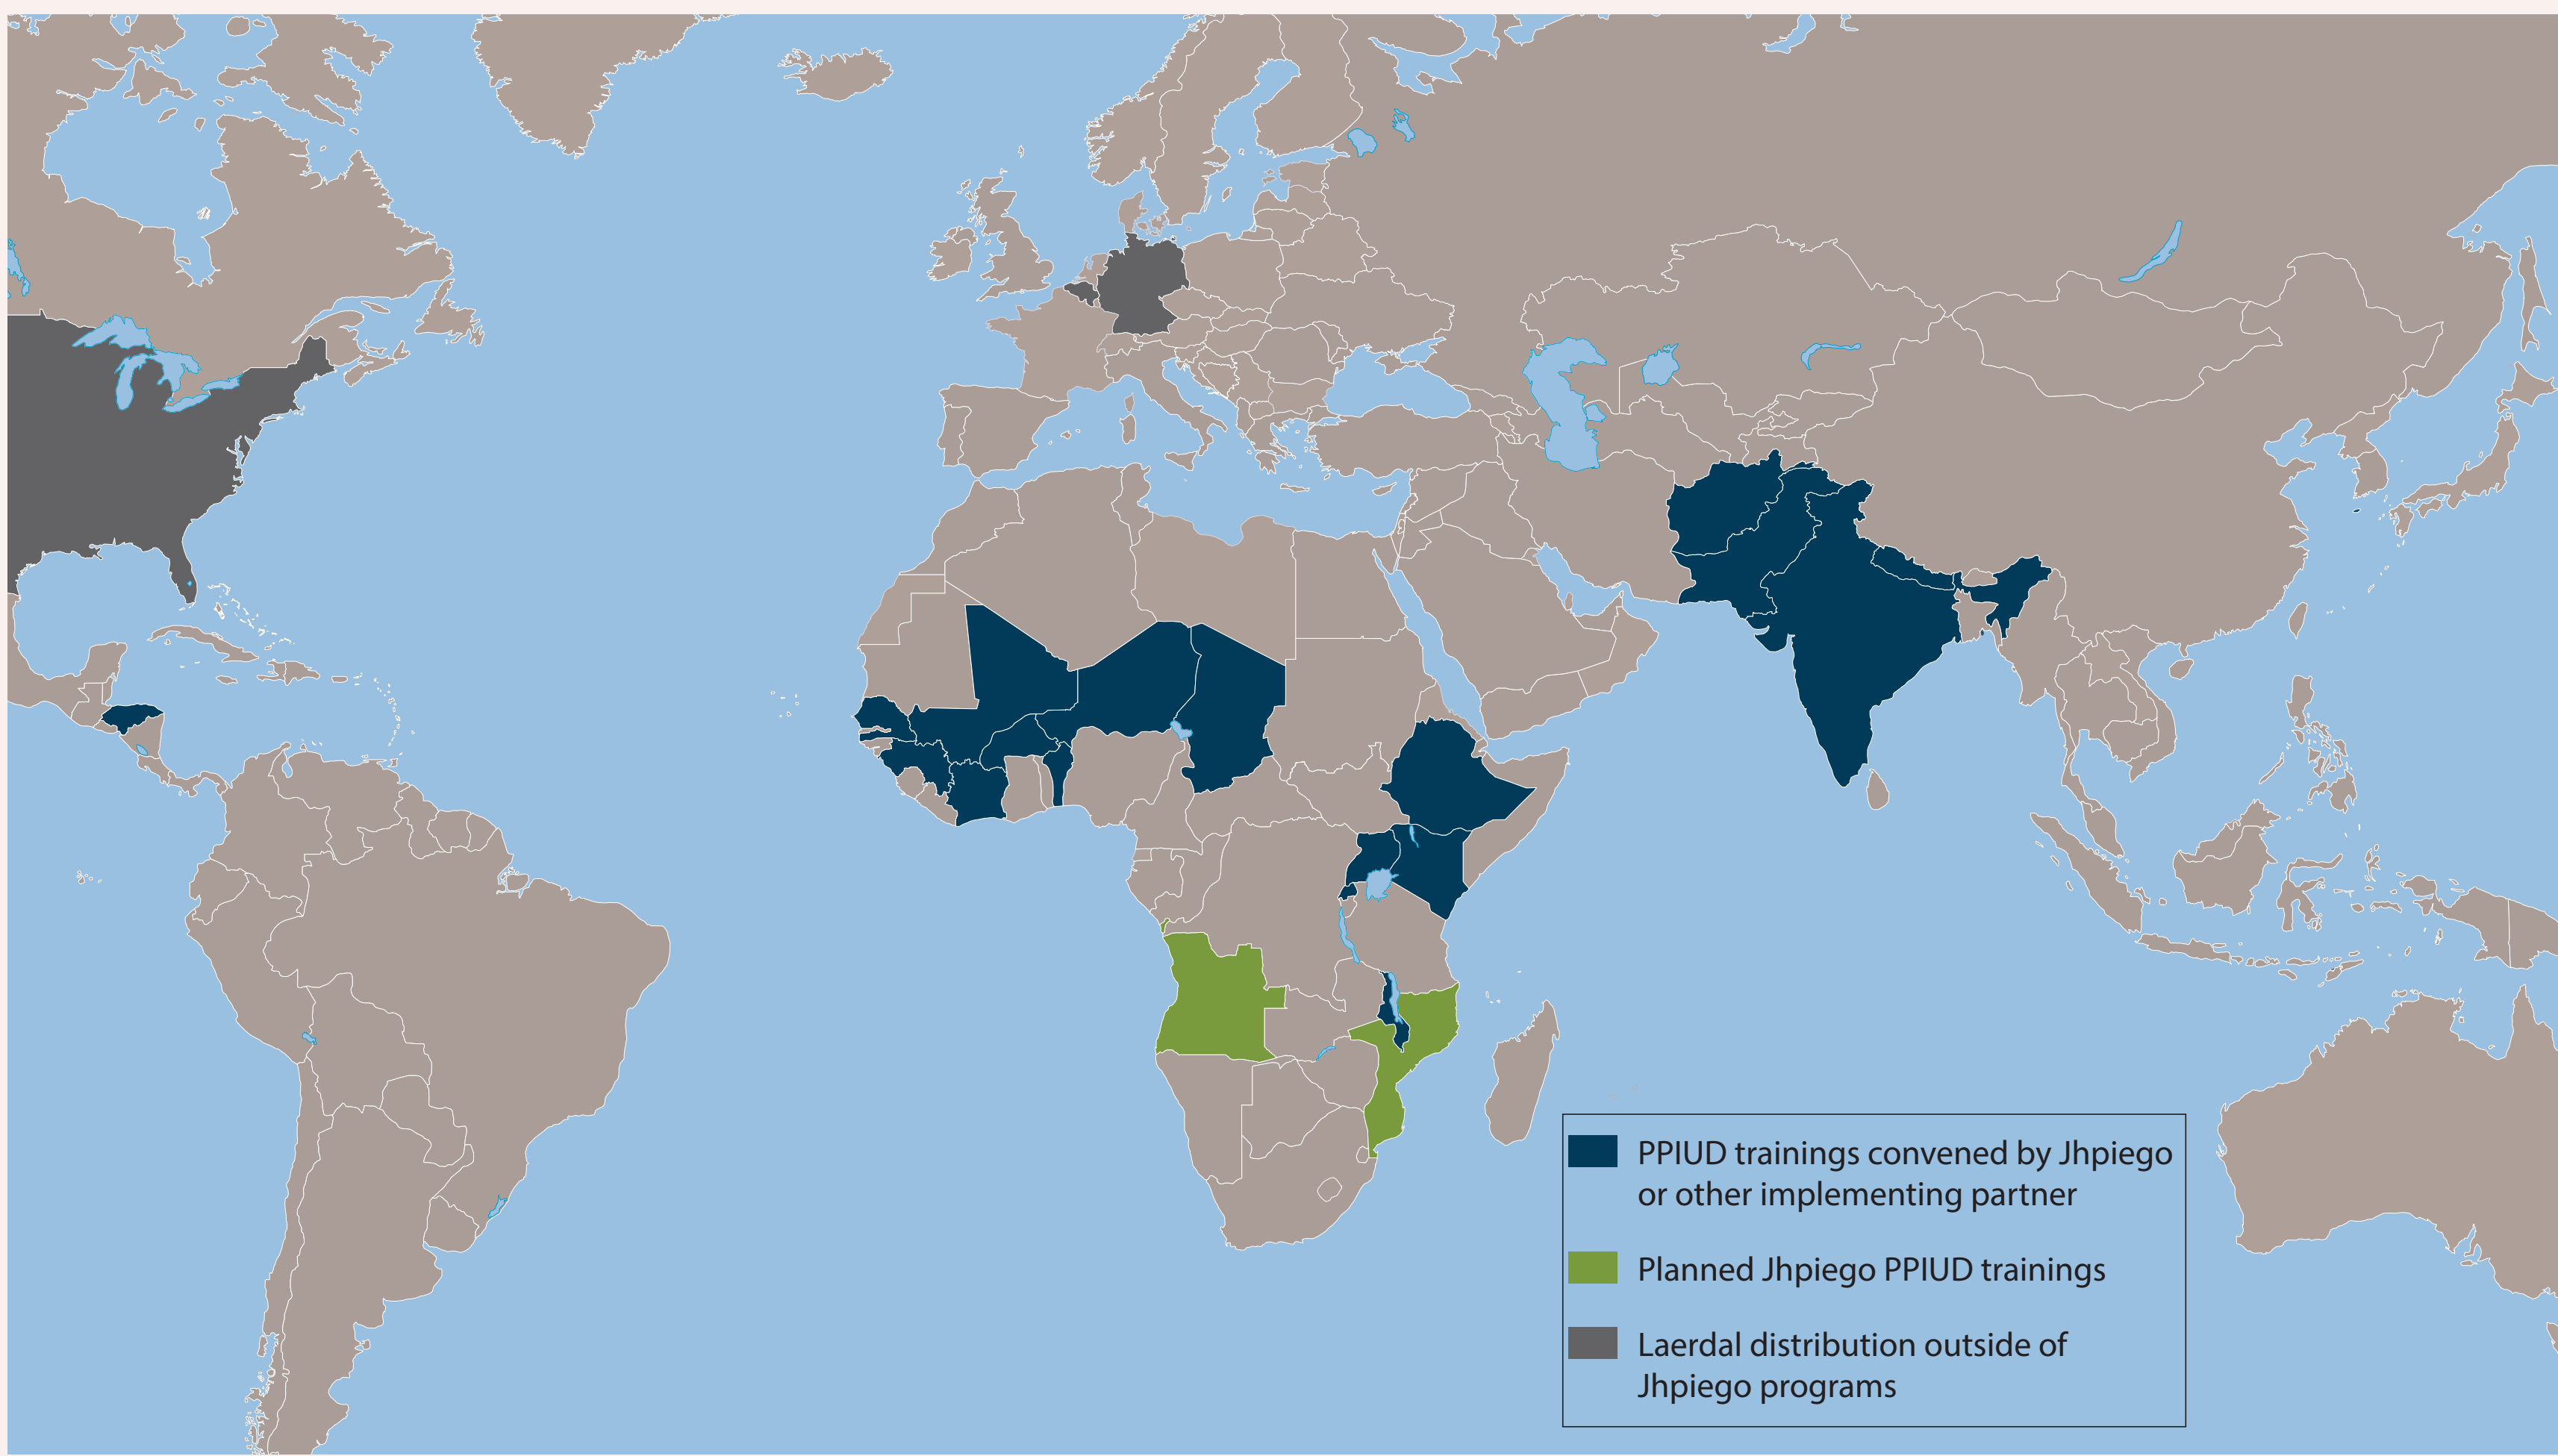 PPIUD trainings convened by Jhpiego
or other implementing partner
Planned Jhpiego PPIUD trainings
Laerdal distribution outside of
Jhpiego programs